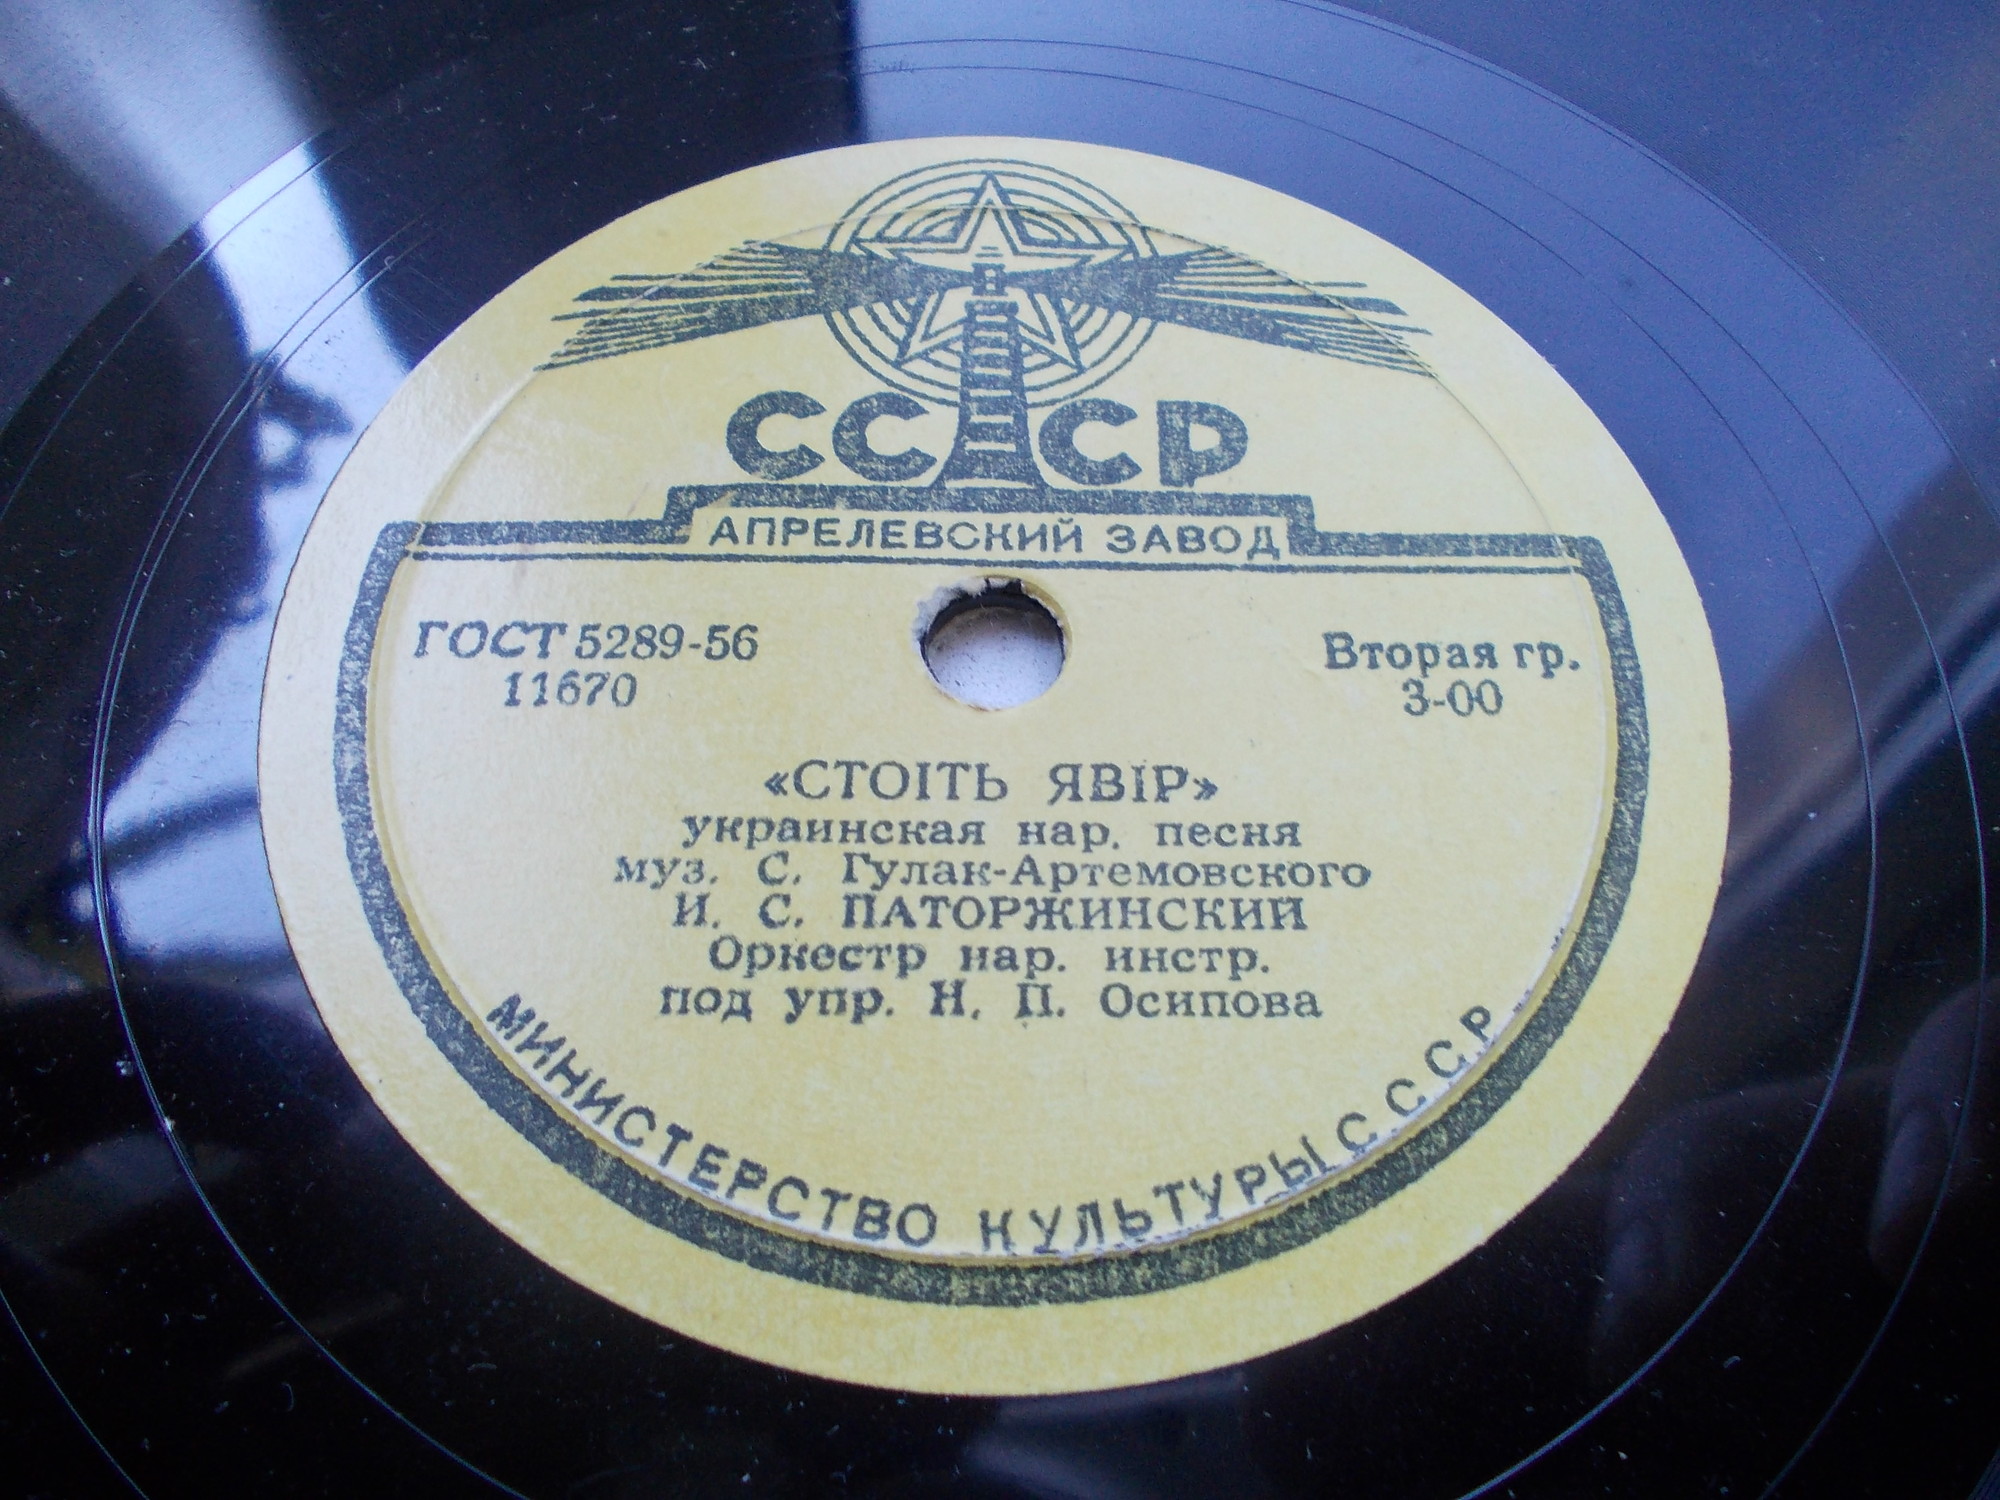 СССР
АПРЕЛЕВСКИЙ ЗАВОД
ГОСТ 5289-56
11670
Вторая гр.
3-00
«СТОІТЬ ЯВІР»
украинская нар. песня
муз. С. Гулак-Артемовского
И. С. ПАТОРЖИНСКИЙ
Оркестр нар. инстр.
под упр. Н. П. Осипова
МИНИСТЕРСТВО КУЛЬТУРЫ С.С.С.Р.